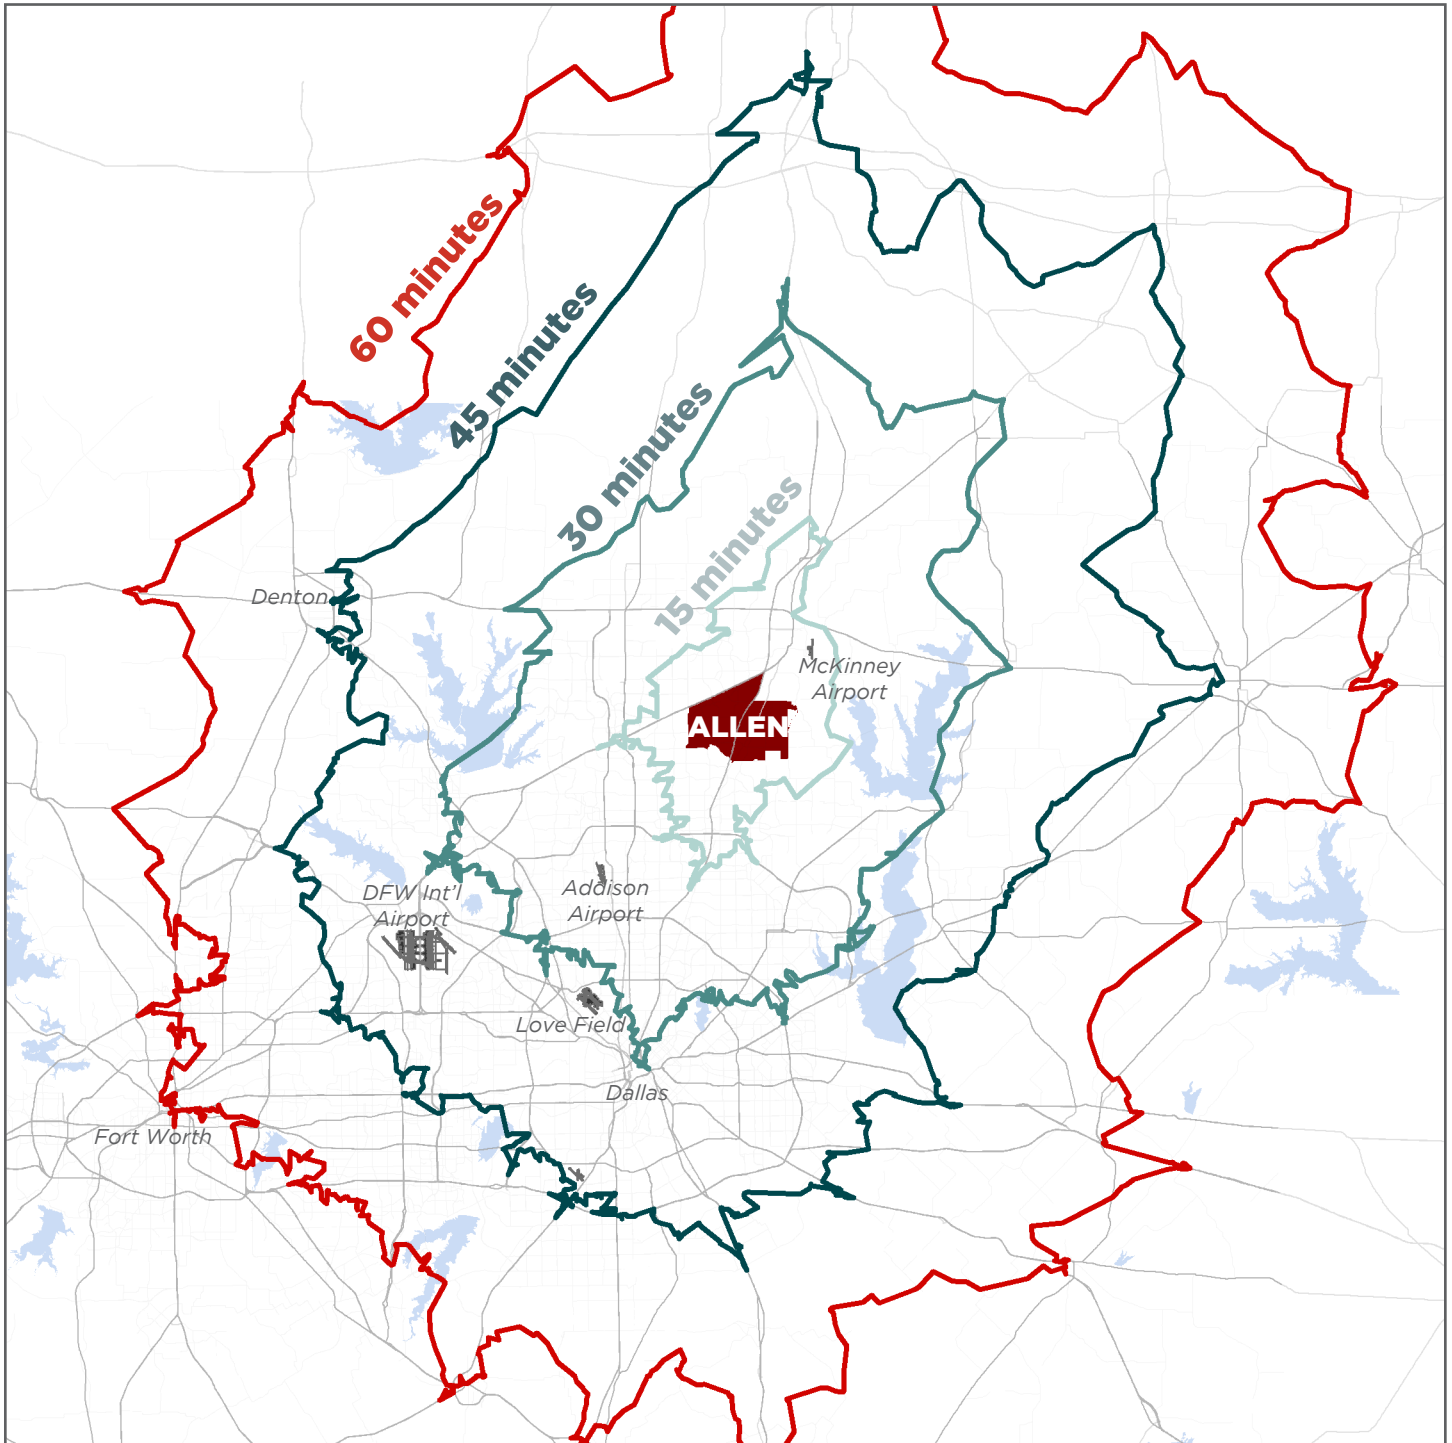 60 minutes
45 minutes
30 minutes
15 minutes
Denton
McKinney
Airport
ALLEN
DFW Int'l
Airport
Addison
Airport
Love Field
Dallas
Fort Worth